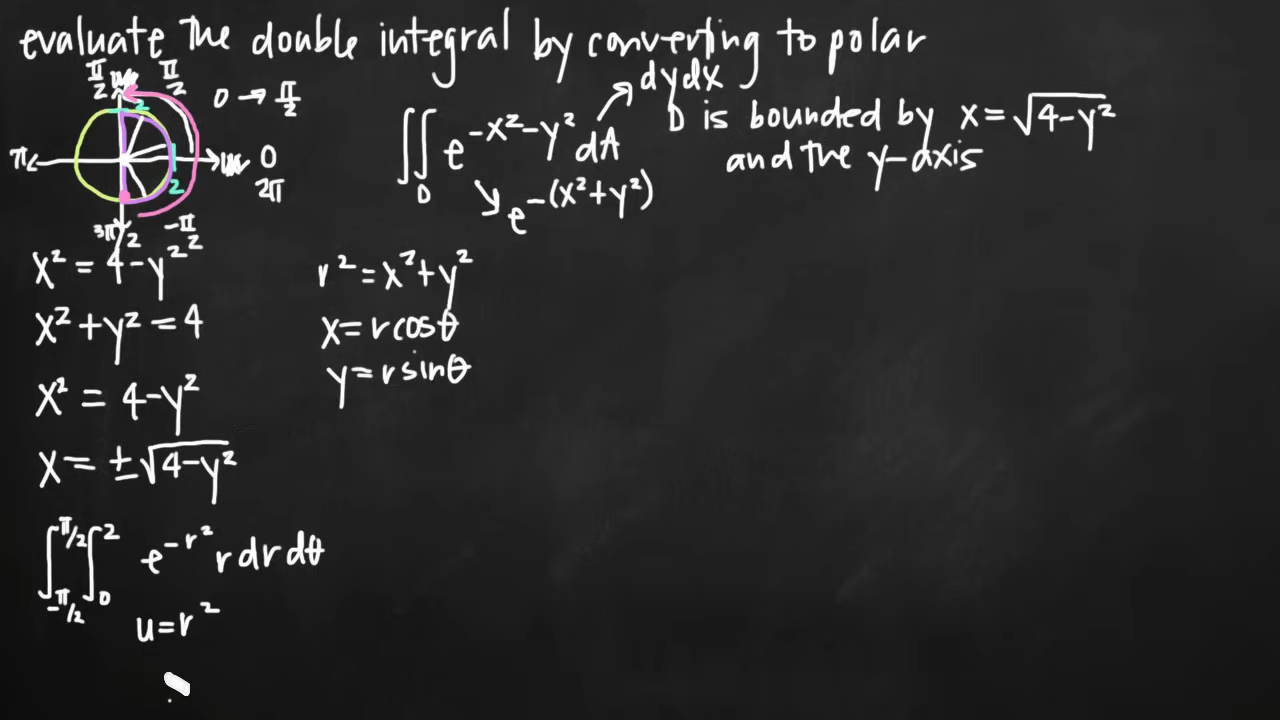 evaluate the double integral by converting to polar
π/2 π/2 0 → π/2
π 0
2π
2
2
3π/2 -π/2
∬_D e^{-x²-y²} dA → dydx
D is bounded by x = √(4-y²)
and the y-axis
↘ e^{-(x²+y²)}
x² = 4-y²
x² + y² = 4
x² = 4-y²
x = ±√(4-y²)
r² = x² + y²
x = r cos θ
y = r sin θ
∫_{-π/2}^{π/2} ∫_0^2 e^{-r²} r dr dθ
u = r²